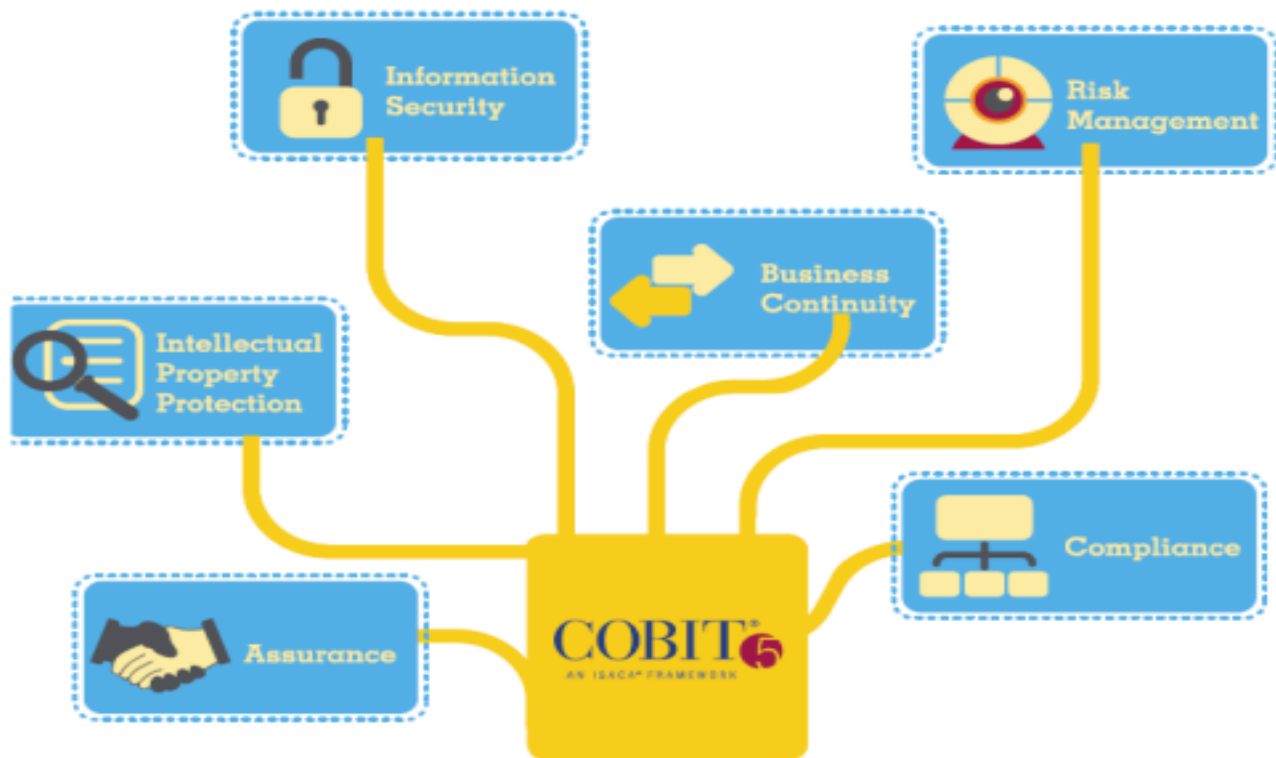 Information
Security
Risk
Management
Business
Continuity
Intellectual
Property
Protection
Compliance
Assurance
COBIT® 5
AN ISACA® FRAMEWORK